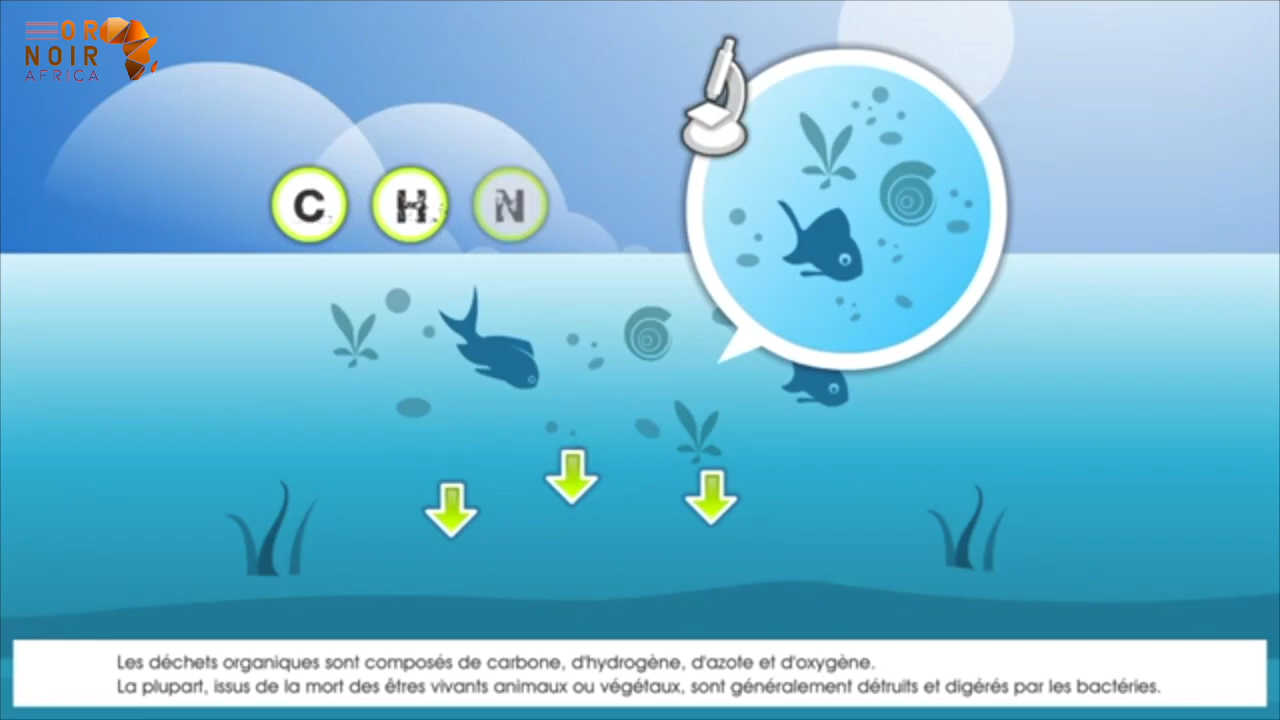 OR
NOIR
AFRICA
C H N
Les déchets organiques sont composés de carbone, d'hydrogène, d'azote et d'oxygène.
La plupart, issus de la mort des êtres vivants animaux ou végétaux, sont généralement détruits et digérés par les bactéries.